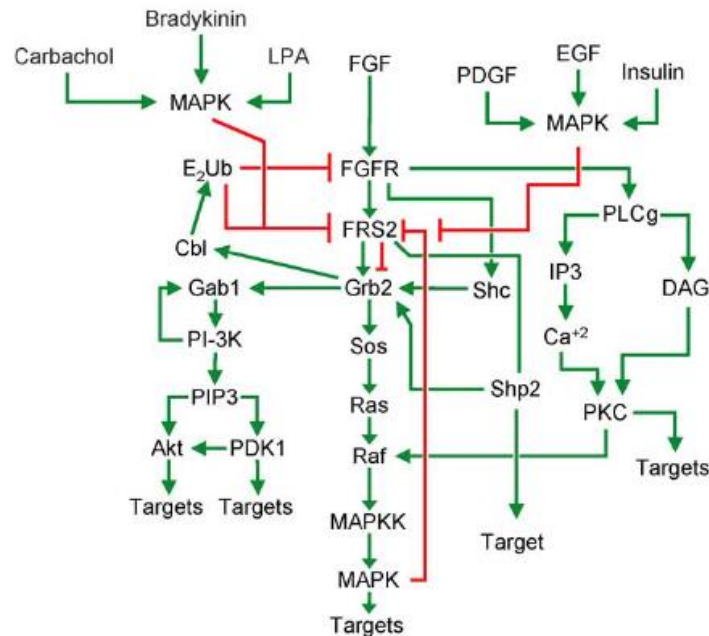 Bradykinin
Carbachol
LPA
MAPK
FGF
EGF
PDGF
Insulin
MAPK
E2Ub
FGFR
PLCg
FRS2
Cbl
IP3
DAG
Gab1
Grb2
Shc
Ca+2
PI-3K
Sos
PIP3
Ras
Shp2
PKC
Akt
PDK1
Raf
Targets
Targets
Targets
MAPKK
Target
MAPK
Targets